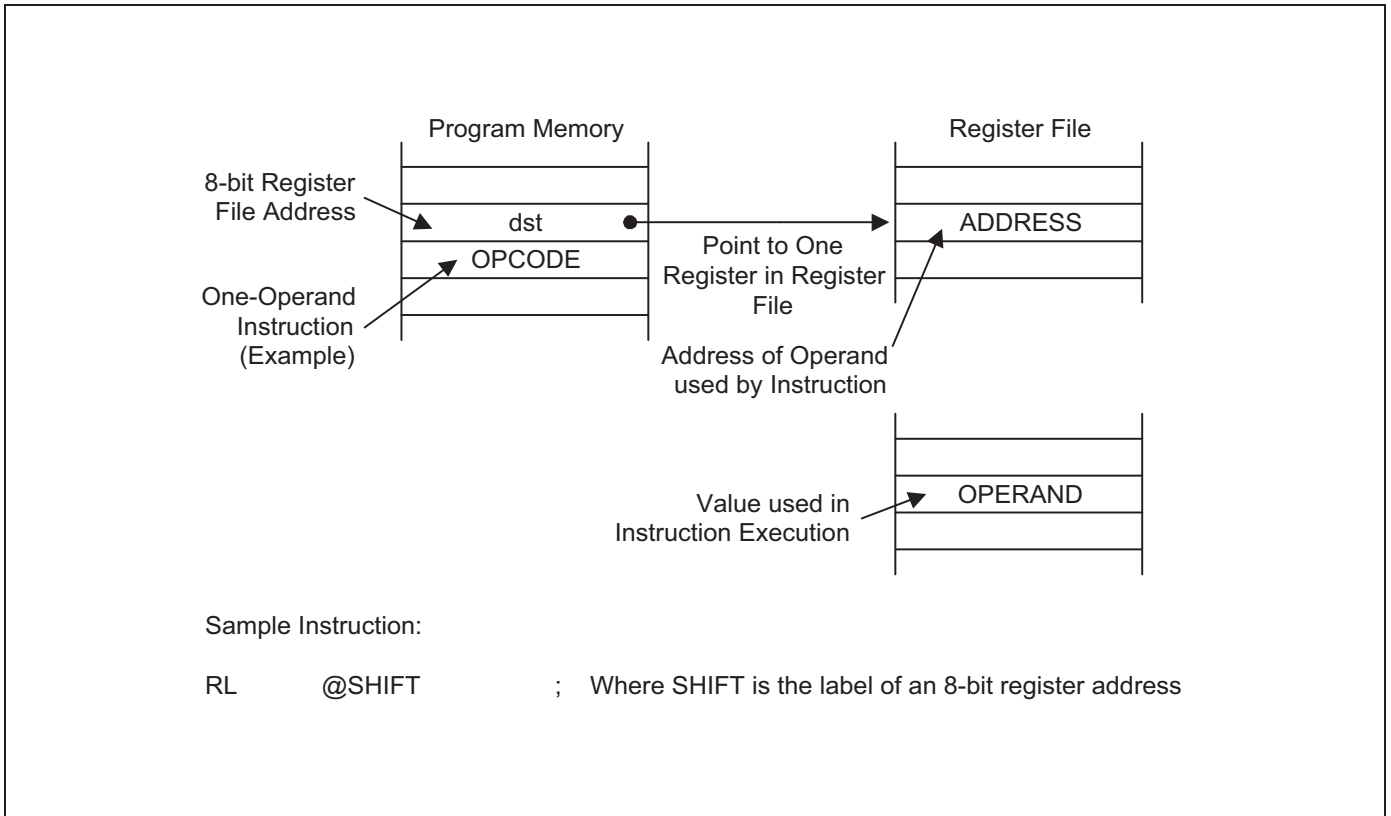 Program Memory
Register File
8-bit Register
File Address
dst
ADDRESS
OPCODE
Point to One
Register in Register
File
One-Operand
Instruction
(Example)
Address of Operand
used by Instruction
Value used in
Instruction Execution
OPERAND
Sample Instruction:
RL @SHIFT ; Where SHIFT is the label of an 8-bit register address